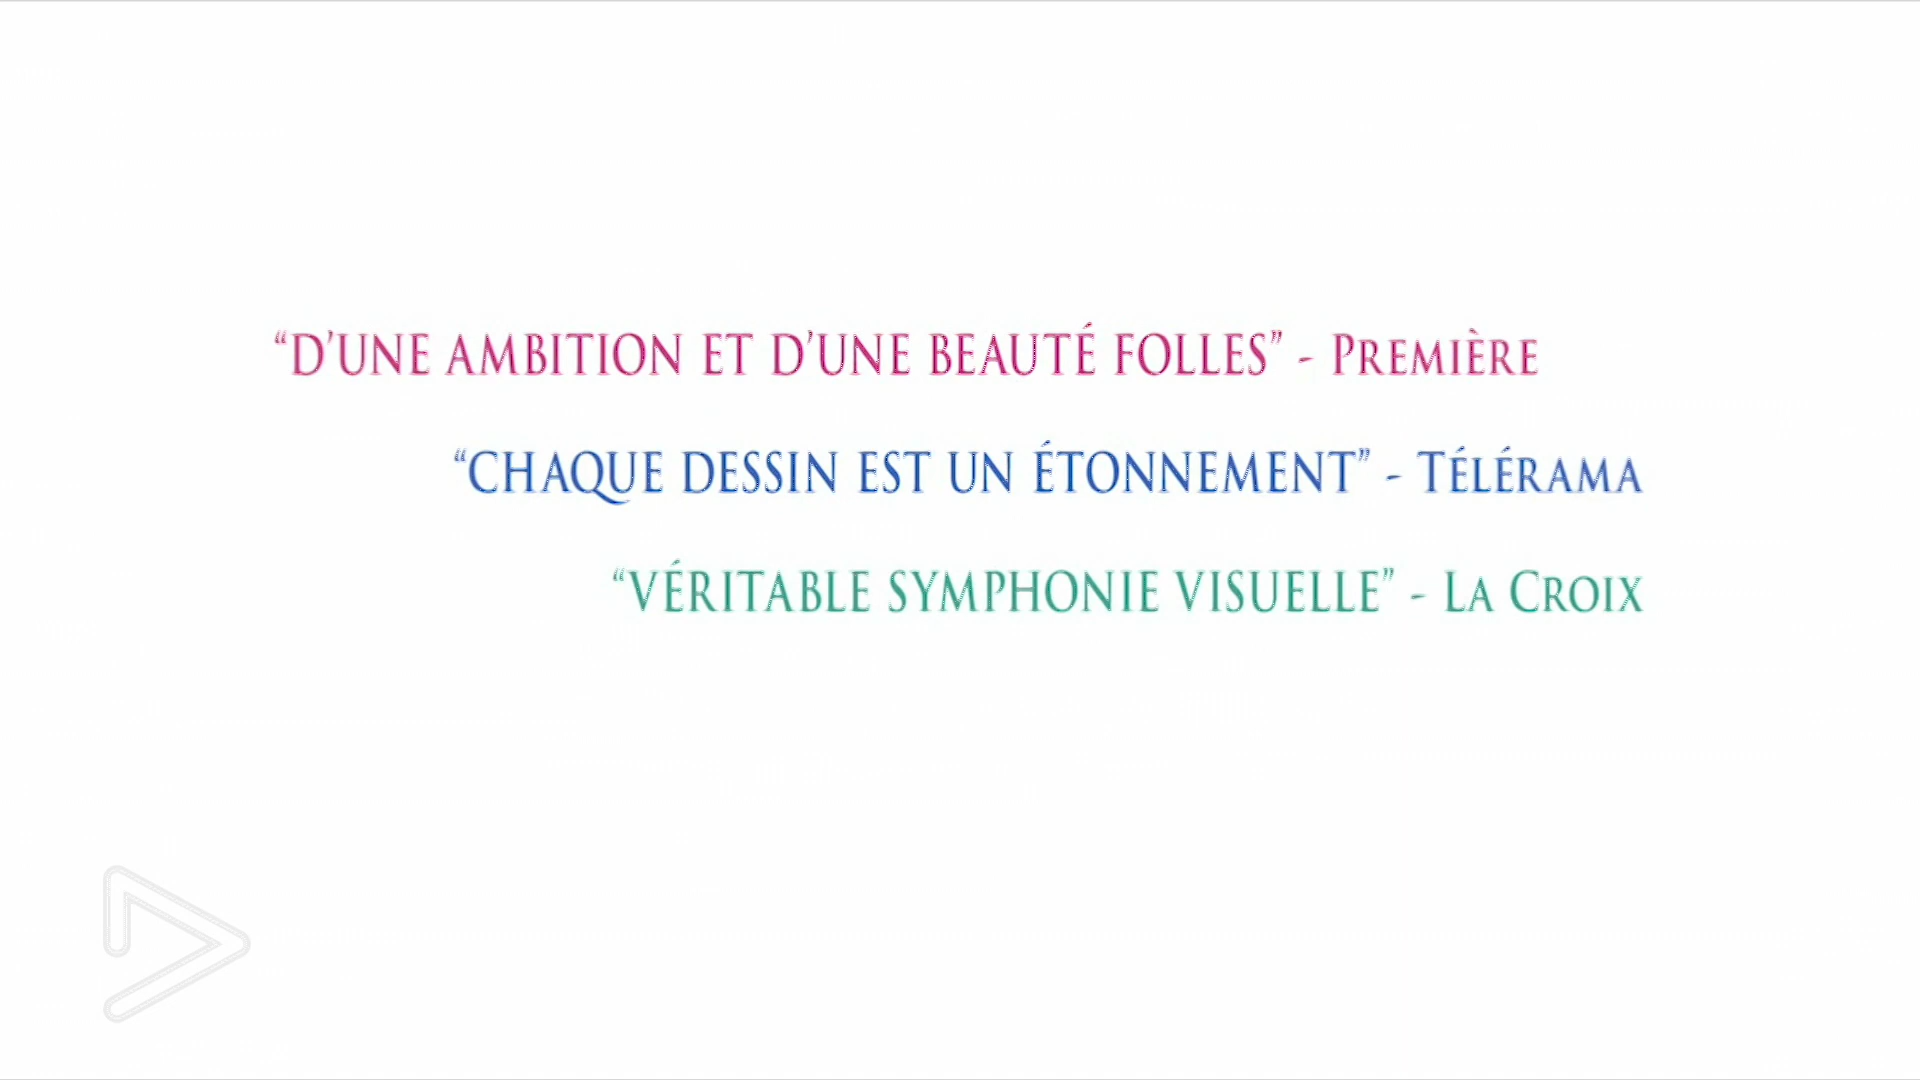 “D’UNE AMBITION ET D’UNE BEAUTÉ FOLLES” - PREMIÈRE
“CHAQUE DESSIN EST UN ÉTONNEMENT” - TÉLÉRAMA
“VÉRITABLE SYMPHONIE VISUELLE” - LA CROIX